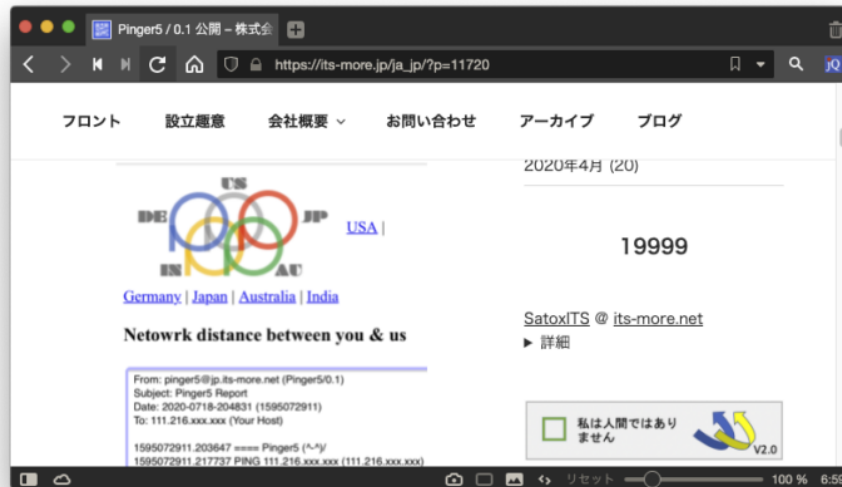 Pinger5 / 0.1 公開 – 株式会
https://its-more.jp/ja_jp/?p=11720
jQ
フロント 設立趣意 会社概要 お問い合わせ アーカイブ ブログ
US
DE JP
IN AU
USA |
Germany | Japan | Australia | India
Netowrk distance between you & us
From: pinger5@jp.its-more.net (Pinger5/0.1)
Subject: Pinger5 Report
Date: 2020-0718-204831 (1595072911)
To: 111.216.xxx.xxx (Your Host)
1595072911.203647 ==== Pinger5 (^-^)/
1595072911.217737 PING 111.216.xxx.xxx (111.216.xxx.xxx)
2020年4月 (20)
19999
SatoxITS @ its-more.net
▶ 詳細
私は人間ではあり
ません
V2.0
リセット 100 % 6:59